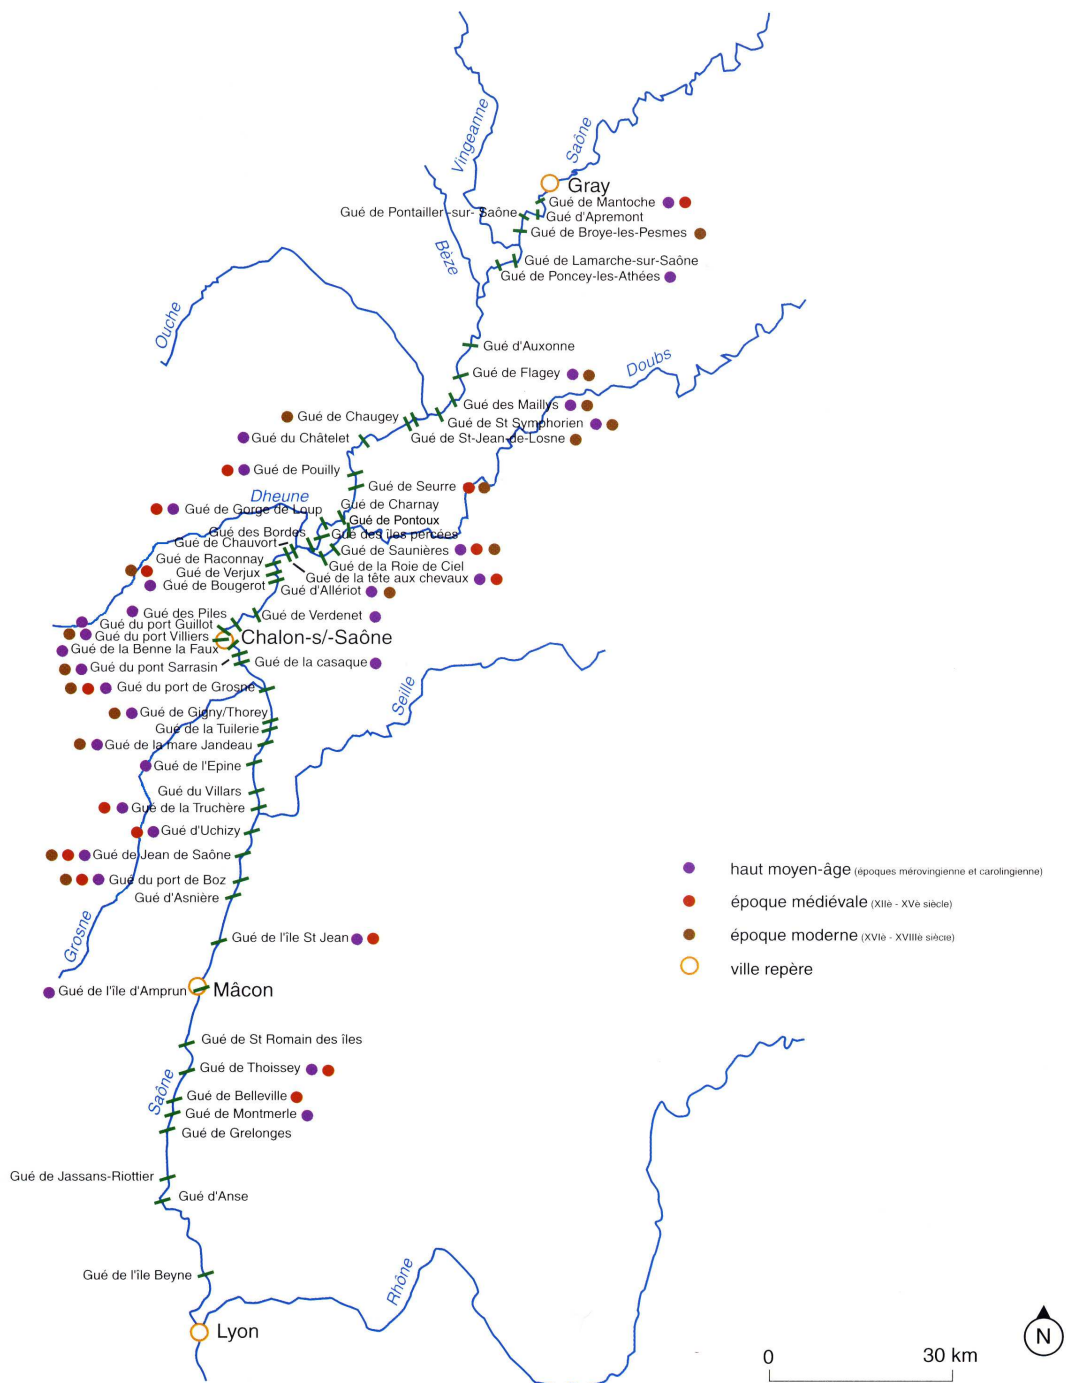 Vingeanne
Saône
Gray
Gué de Mantoche
Gué de Pontailler-sur- Saône
Gué d'Apremont
Gué de Broye-les-Pesmes
Bèze
Gué de Lamarche-sur-Saône
Gué de Poncey-les-Athées
Ouche
Gué d'Auxonne
Doubs
Gué de Flagey
Gué des Maillys
Gué de Chaugey
Gué de St Symphorien
Gué du Châtelet
Gué de St-Jean-de-Losne
Gué de Pouilly
Gué de Seurre
Dheune
Gué de Gorge de Loup
Gué de Charnay
Gué de Pontoux
Gué des Bordes
Gué des îles percées
Gué de Chauvort
Gué de Saunières
Gué de Raconnay
Gué de la Roie de Ciel
Gué de Verjux
Gué de la tête aux chevaux
Gué de Bougerot
Gué d'Allériot
Gué des Piles
Gué de Verdenet
Gué du port Guillot
Gué du port Villiers
Chalon-s/-Saône
Gué de la Benne la Faux
Gué de la casaque
Gué du pont Sarrasin
Gué du port de Grosne
Seille
Gué de Gigny/Thorey
Gué de la Tuilerie
Gué de la mare Jandeau
Gué de l'Epine
Gué du Villars
Gué de la Truchère
Gué d'Uchizy
Gué de Jean de Saône
Gué du port de Boz
Gué d'Asnière
Grosne
Gué de l'île St Jean
Gué de l'île d'Amprun
Mâcon
Gué de St Romain des îles
Gué de Thoissey
Saône
Gué de Belleville
Gué de Montmerle
Gué de Grelonges
Gué de Jassans-Riottier
Gué d'Anse
Gué de l'île Beyne
Rhône
Lyon
haut moyen-âge (époques mérovingienne et carolingienne)
époque médiévale (XIIè - XVè siècle)
époque moderne (XVIè - XVIIIè siècle)
ville repère
N
0 30 km